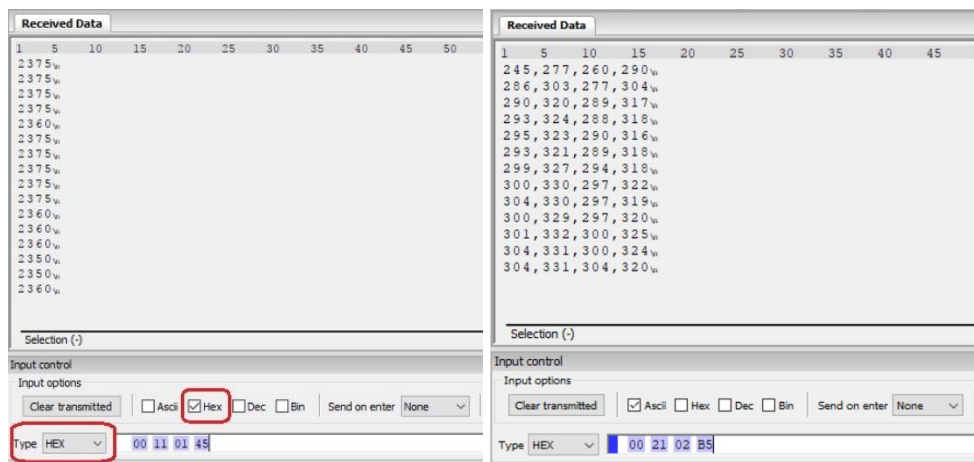 Received Data
1 5 10 15 20 25 30 35 40 45 50
2375\n
2375\n
2375\n
2375\n
2360\n
2375\n
2375\n
2375\n
2375\n
2375\n
2360\n
2360\n
2360\n
2350\n
2350\n
2360\n
Selection (-)
Input control
Input options
Clear transmitted Ascii Hex Dec Bin Send on enter None
Type HEX 00 11 01 45
Received Data
1 5 10 15 20 25 30 35 40 45
245,277,260,290\n
286,303,277,304\n
290,320,289,317\n
293,324,288,318\n
295,323,290,316\n
293,321,289,318\n
299,327,294,318\n
300,330,297,322\n
304,330,297,319\n
300,329,297,320\n
301,332,300,325\n
304,331,300,324\n
304,331,304,320\n
Selection (-)
Input control
Input options
Clear transmitted Ascii Hex Dec Bin Send on enter None
Type HEX 00 21 02 B5